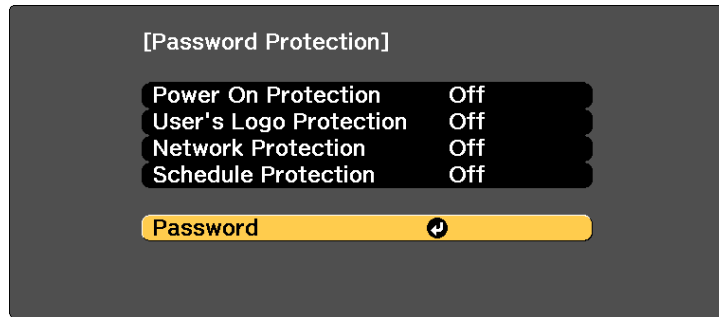 [Password Protection]
Power On Protection Off
User's Logo Protection Off
Network Protection Off
Schedule Protection Off
Password